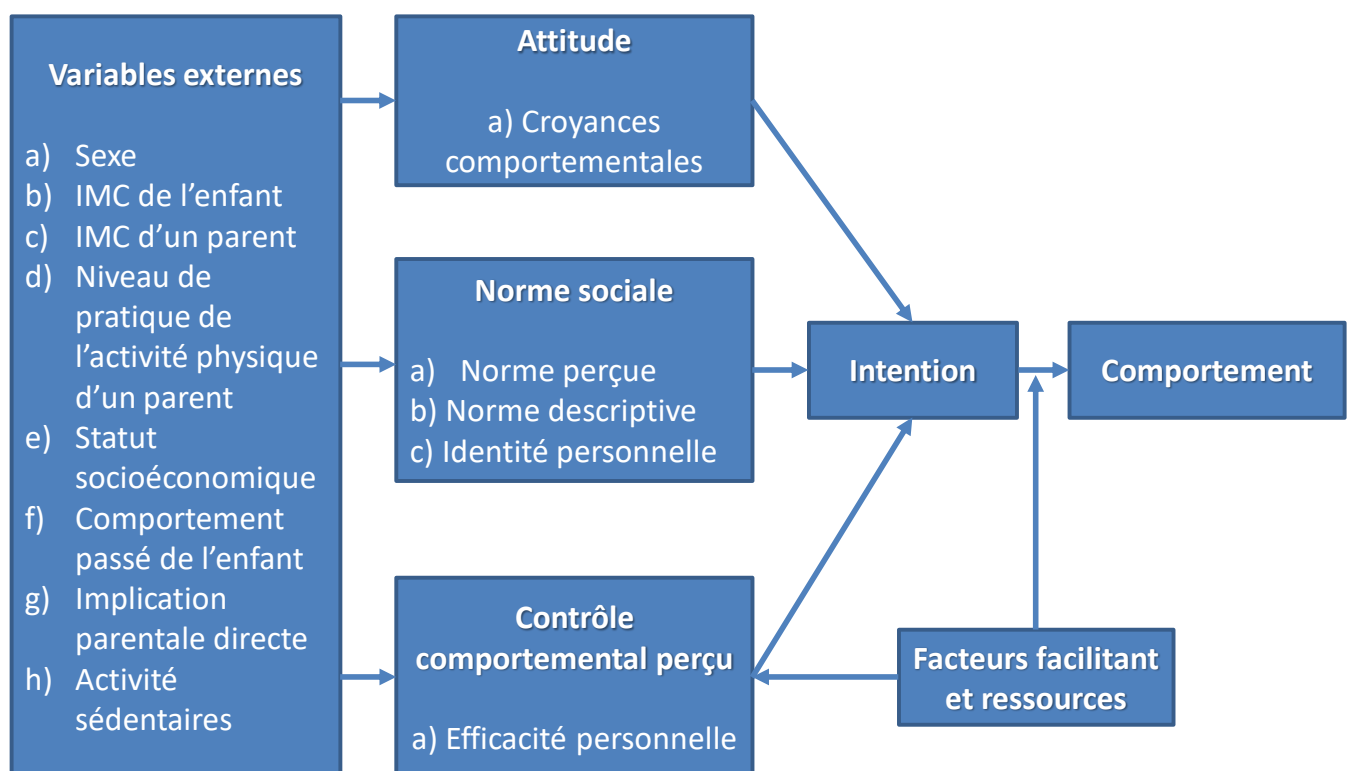 Variables externes
a) Sexe
b) IMC de l’enfant
c) IMC d’un parent
d) Niveau de
pratique de
l’activité physique
d’un parent
e) Statut
socioéconomique
f) Comportement
passé de l’enfant
g) Implication
parentale directe
h) Activité
sédentaires
Attitude
a) Croyances
comportementales
Norme sociale
a) Norme perçue
b) Norme descriptive
c) Identité personnelle
Contrôle
comportemental perçu
a) Efficacité personnelle
Intention
Comportement
Facteurs facilitant
et ressources